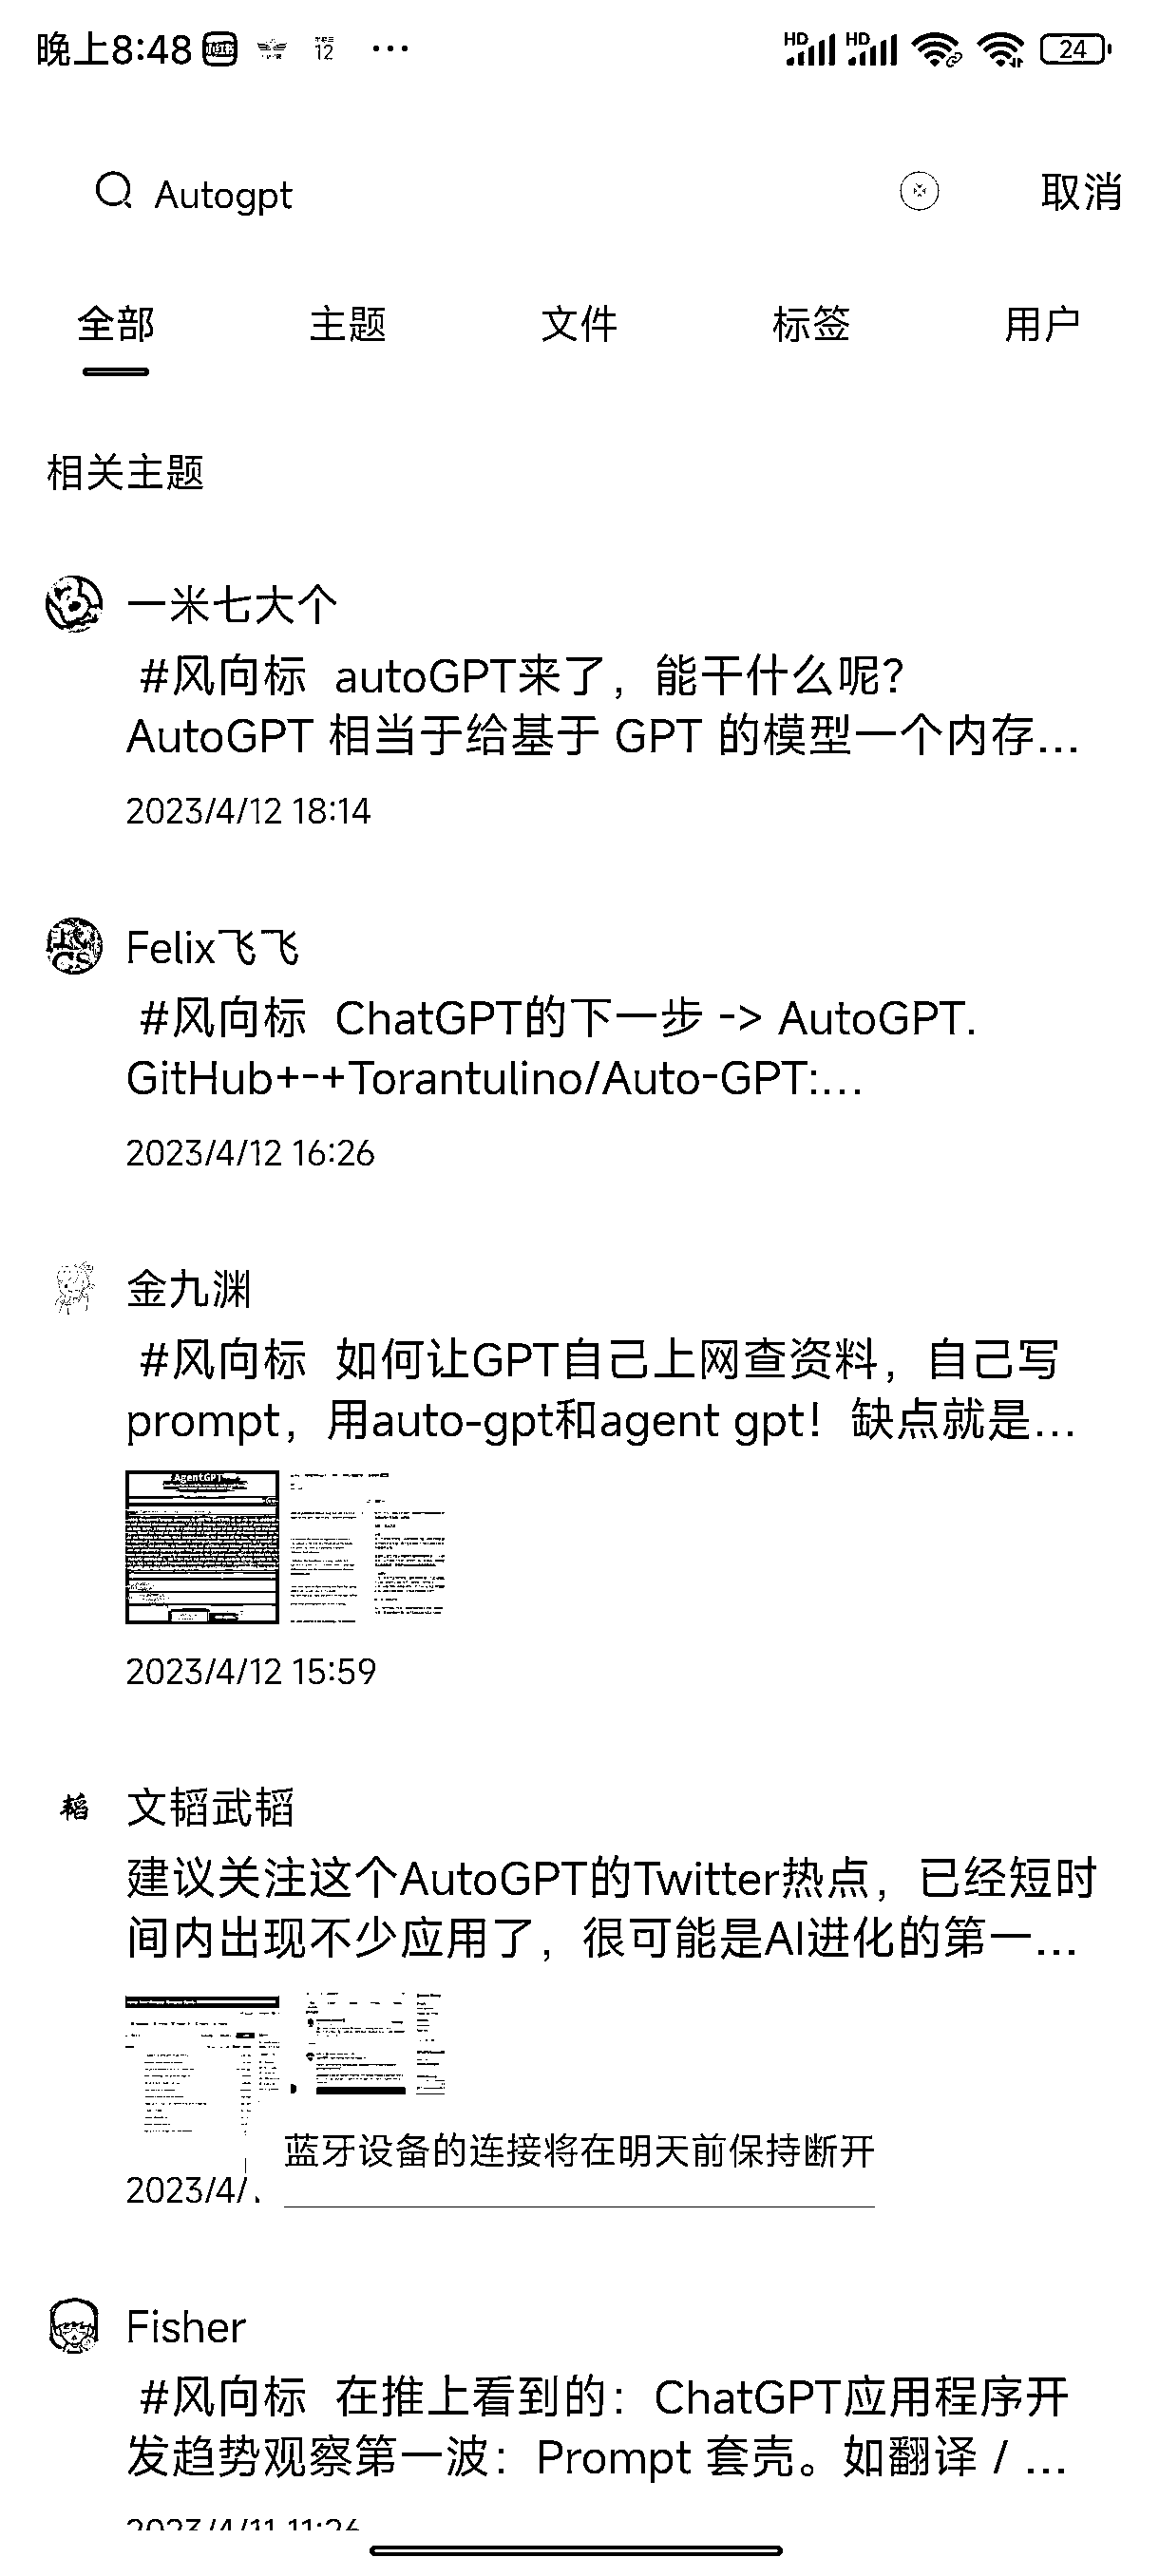 晚上8:48 12 ... HD HD 24
Autogpt 取消
全部 主题 文件 标签 用户
相关主题
一米七大个
#风向标 autoGPT来了，能干什么呢？
AutoGPT 相当于给基于 GPT 的模型一个内存...
2023/4/12 18:14
Felix飞飞
#风向标 ChatGPT的下一步 -> AutoGPT.
GitHub+-+Torantulino/Auto-GPT:...
2023/4/12 16:26
金九渊
#风向标 如何让GPT自己上网查资料，自己写
prompt，用auto-gpt和agent gpt！缺点就是...
AgentGPT
2023/4/12 15:59
韬 文韬武韬
建议关注这个AutoGPT的Twitter热点，已经短时
间内出现不少应用了，很可能是AI进化的第一...
蓝牙设备的连接将在明天前保持断开
2023/4/
Fisher
#风向标 在推上看到的：ChatGPT应用程序开
发趋势观察第一波：Prompt 套壳。如翻译 / ...
2023/4/11 11:26